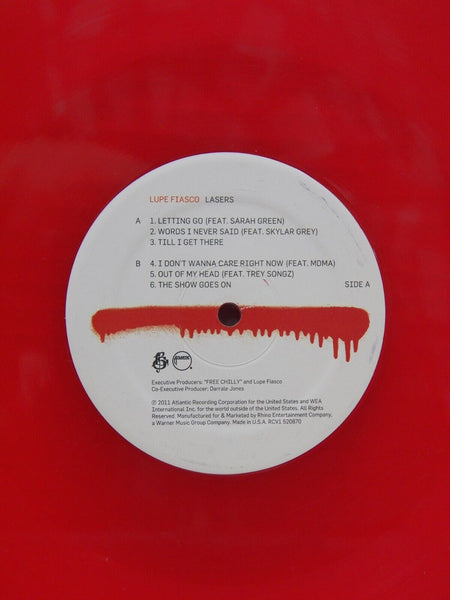 LUPE FIASCO LASERS
A 1. LETTING GO (FEAT. SARAH GREEN)
2. WORDS I NEVER SAID (FEAT. SKYLAR GREY)
3. TILL I GET THERE
B 4. I DON'T WANNA CARE RIGHT NOW (FEAT. MDMA)
5. OUT OF MY HEAD (FEAT. TREY SONGZ)
6. THE SHOW GOES ON SIDE A
Executive Producers: "FREE CHILLY" and Lupe Fiasco
Co-Executive Producer: Darrale Jones
℗ 2011 Atlantic Recording Corporation for the United States and WEA
International Inc. for the world outside of the United States. All Rights
Reserved. Manufactured for & Marketed by Rhino Entertainment Company,
a Warner Music Group Company. Made in U.S.A. RCV1 520870